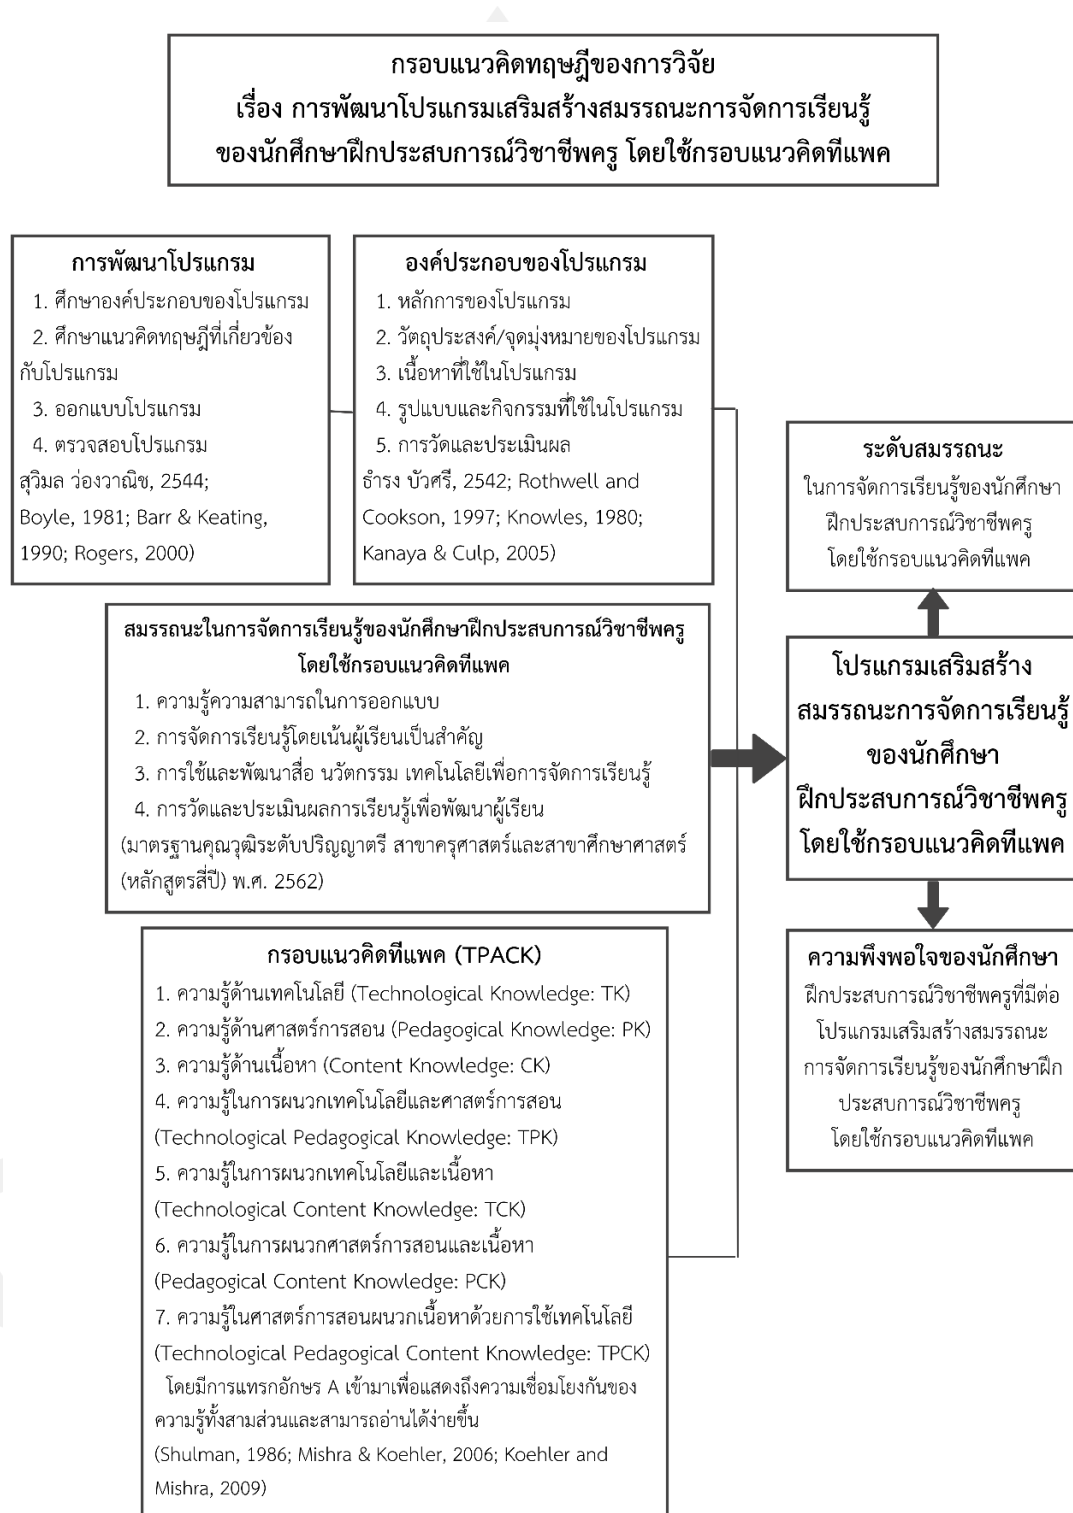 กรอบแนวคิดทฤษฎีของการวิจัย
เรื่อง การพัฒนาโปรแกรมเสริมสร้างสมรรถนะการจัดการเรียนรู้
ของนักศึกษาฝึกประสบการณ์วิชาชีพครู โดยใช้กรอบแนวคิดทีแพค
การพัฒนาโปรแกรม
1. ศึกษาองค์ประกอบของโปรแกรม
2. ศึกษาแนวคิดทฤษฎีที่เกี่ยวข้อง
กับโปรแกรม
3. ออกแบบโปรแกรม
4. ตรวจสอบโปรแกรม
สุวิมล ว่องวาณิช, 2544;
Boyle, 1981; Barr & Keating,
1990; Rogers, 2000)
องค์ประกอบของโปรแกรม
1. หลักการของโปรแกรม
2. วัตถุประสงค์/จุดมุ่งหมายของโปรแกรม
3. เนื้อหาที่ใช้ในโปรแกรม
4. รูปแบบและกิจกรรมที่ใช้ในโปรแกรม
5. การวัดและประเมินผล
ธำรง บัวศรี, 2542; Rothwell and
Cookson, 1997; Knowles, 1980;
Kanaya & Culp, 2005)
สมรรถนะในการจัดการเรียนรู้ของนักศึกษาฝึกประสบการณ์วิชาชีพครู
โดยใช้กรอบแนวคิดทีแพค
1. ความรู้ความสามารถในการออกแบบ
2. การจัดการเรียนรู้โดยเน้นผู้เรียนเป็นสำคัญ
3. การใช้และพัฒนาสื่อ นวัตกรรม เทคโนโลยีเพื่อการจัดการเรียนรู้
4. การวัดและประเมินผลการเรียนรู้เพื่อพัฒนาผู้เรียน
(มาตรฐานคุณวุฒิระดับปริญญาตรี สาขาครุศาสตร์และสาขาศึกษาศาสตร์
(หลักสูตรสี่ปี) พ.ศ. 2562)
กรอบแนวคิดทีแพค (TPACK)
1. ความรู้ด้านเทคโนโลยี (Technological Knowledge: TK)
2. ความรู้ด้านศาสตร์การสอน (Pedagogical Knowledge: PK)
3. ความรู้ด้านเนื้อหา (Content Knowledge: CK)
4. ความรู้ในการผนวกเทคโนโลยีและศาสตร์การสอน
(Technological Pedagogical Knowledge: TPK)
5. ความรู้ในการผนวกเทคโนโลยีและเนื้อหา
(Technological Content Knowledge: TCK)
6. ความรู้ในการผนวกศาสตร์การสอนและเนื้อหา
(Pedagogical Content Knowledge: PCK)
7. ความรู้ในศาสตร์การสอนผนวกเนื้อหาด้วยการใช้เทคโนโลยี
(Technological Pedagogical Content Knowledge: TPCK)
โดยมีการแทรกอักษร A เข้ามาเพื่อแสดงถึงความเชื่อมโยงกันของ
ความรู้ทั้งสามส่วนและสามารถอ่านได้ง่ายขึ้น
(Shulman, 1986; Mishra & Koehler, 2006; Koehler and
Mishra, 2009)
ระดับสมรรถนะ
ในการจัดการเรียนรู้ของนักศึกษา
ฝึกประสบการณ์วิชาชีพครู
โดยใช้กรอบแนวคิดทีแพค
โปรแกรมเสริมสร้าง
สมรรถนะการจัดการเรียนรู้
ของนักศึกษา
ฝึกประสบการณ์วิชาชีพครู
โดยใช้กรอบแนวคิดทีแพค
ความพึงพอใจของนักศึกษา
ฝึกประสบการณ์วิชาชีพครูที่มีต่อ
โปรแกรมเสริมสร้างสมรรถนะ
การจัดการเรียนรู้ของนักศึกษาฝึก
ประสบการณ์วิชาชีพครู
โดยใช้กรอบแนวคิดทีแพค